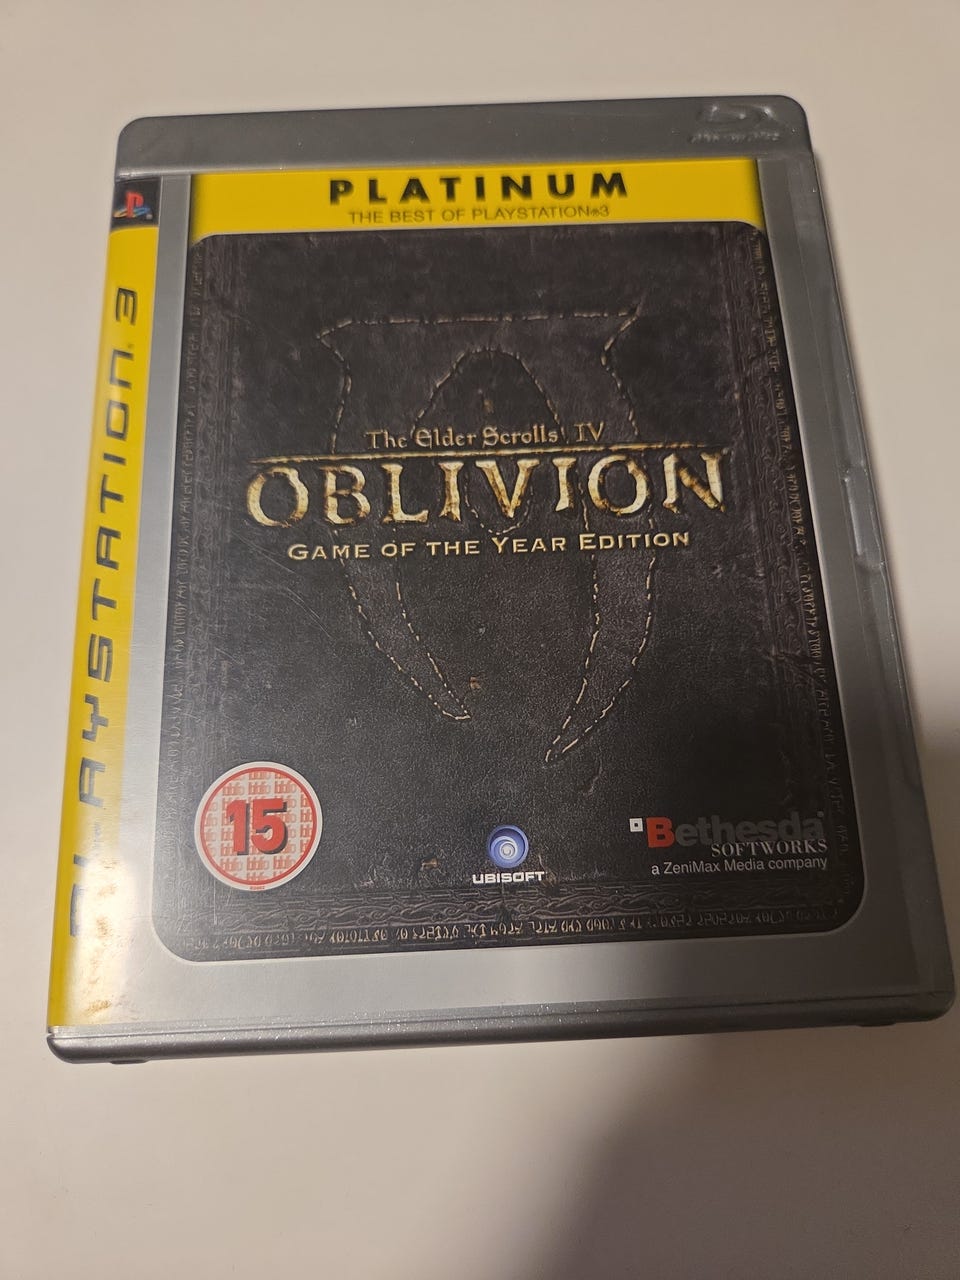 PLATINUM
THE BEST OF PLAYSTATION®3
PLAYSTATION 3
The Elder Scrolls IV
OBLIVION
GAME OF THE YEAR EDITION
15
UBISOFT
Bethesda
SOFTWORKS
a ZeniMax Media company